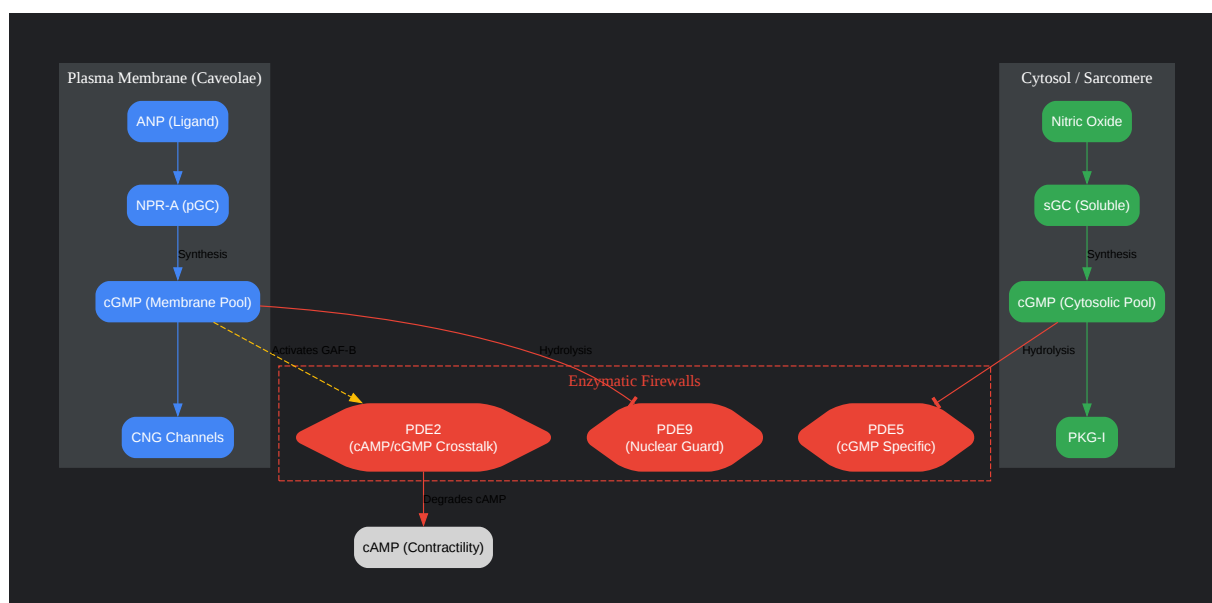 Plasma Membrane (Caveolae)
ANP (Ligand)
NPR-A (pGC)
Synthesis
cGMP (Membrane Pool)
CNG Channels
Cytosol / Sarcomere
Nitric Oxide
sGC (Soluble)
Synthesis
cGMP (Cytosolic Pool)
PKG-I
Activates GAF-B
Hydrolysis
Hydrolysis
Enzymatic Firewalls
PDE2
(cAMP/cGMP Crosstalk)
PDE9
(Nuclear Guard)
PDE5
(cGMP Specific)
Degrades cAMP
cAMP (Contractility)